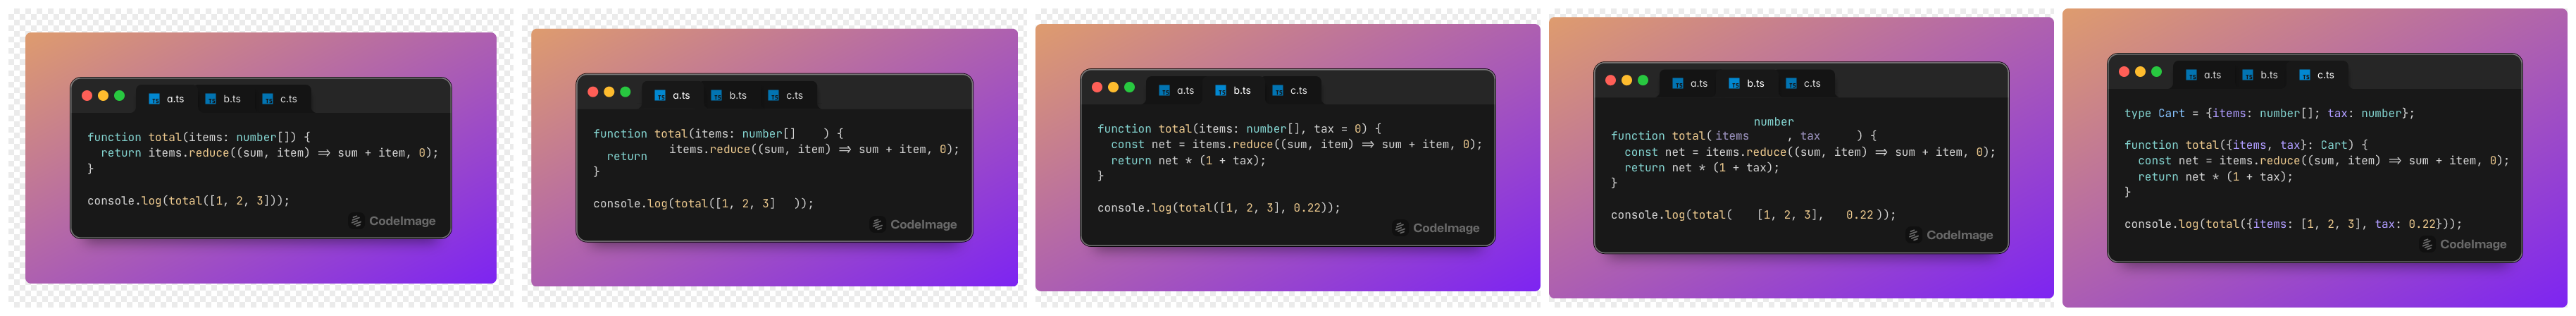 a.ts b.ts c.ts
function total(items: number[]) {
  return items.reduce((sum, item) => sum + item, 0);
}
console.log(total([1, 2, 3]));
CodeImage
a.ts b.ts c.ts
function total(items: number[]    ) {
items.reduce((sum, item) => sum + item, 0);
  return
}
console.log(total([1, 2, 3]   ));
CodeImage
a.ts b.ts c.ts
function total(items: number[], tax = 0) {
  const net = items.reduce((sum, item) => sum + item, 0);
  return net * (1 + tax);
}
console.log(total([1, 2, 3], 0.22));
CodeImage
a.ts b.ts c.ts
number
function total( items      , tax      ) {
  const net = items.reduce((sum, item) => sum + item, 0);
  return net * (1 + tax);
}
console.log(total(    [1, 2, 3],   0.22 ));
CodeImage
a.ts b.ts c.ts
type Cart = {items: number[]; tax: number};
function total({items, tax}: Cart) {
  const net = items.reduce((sum, item) => sum + item, 0);
  return net * (1 + tax);
}
console.log(total({items: [1, 2, 3], tax: 0.22}));
CodeImage